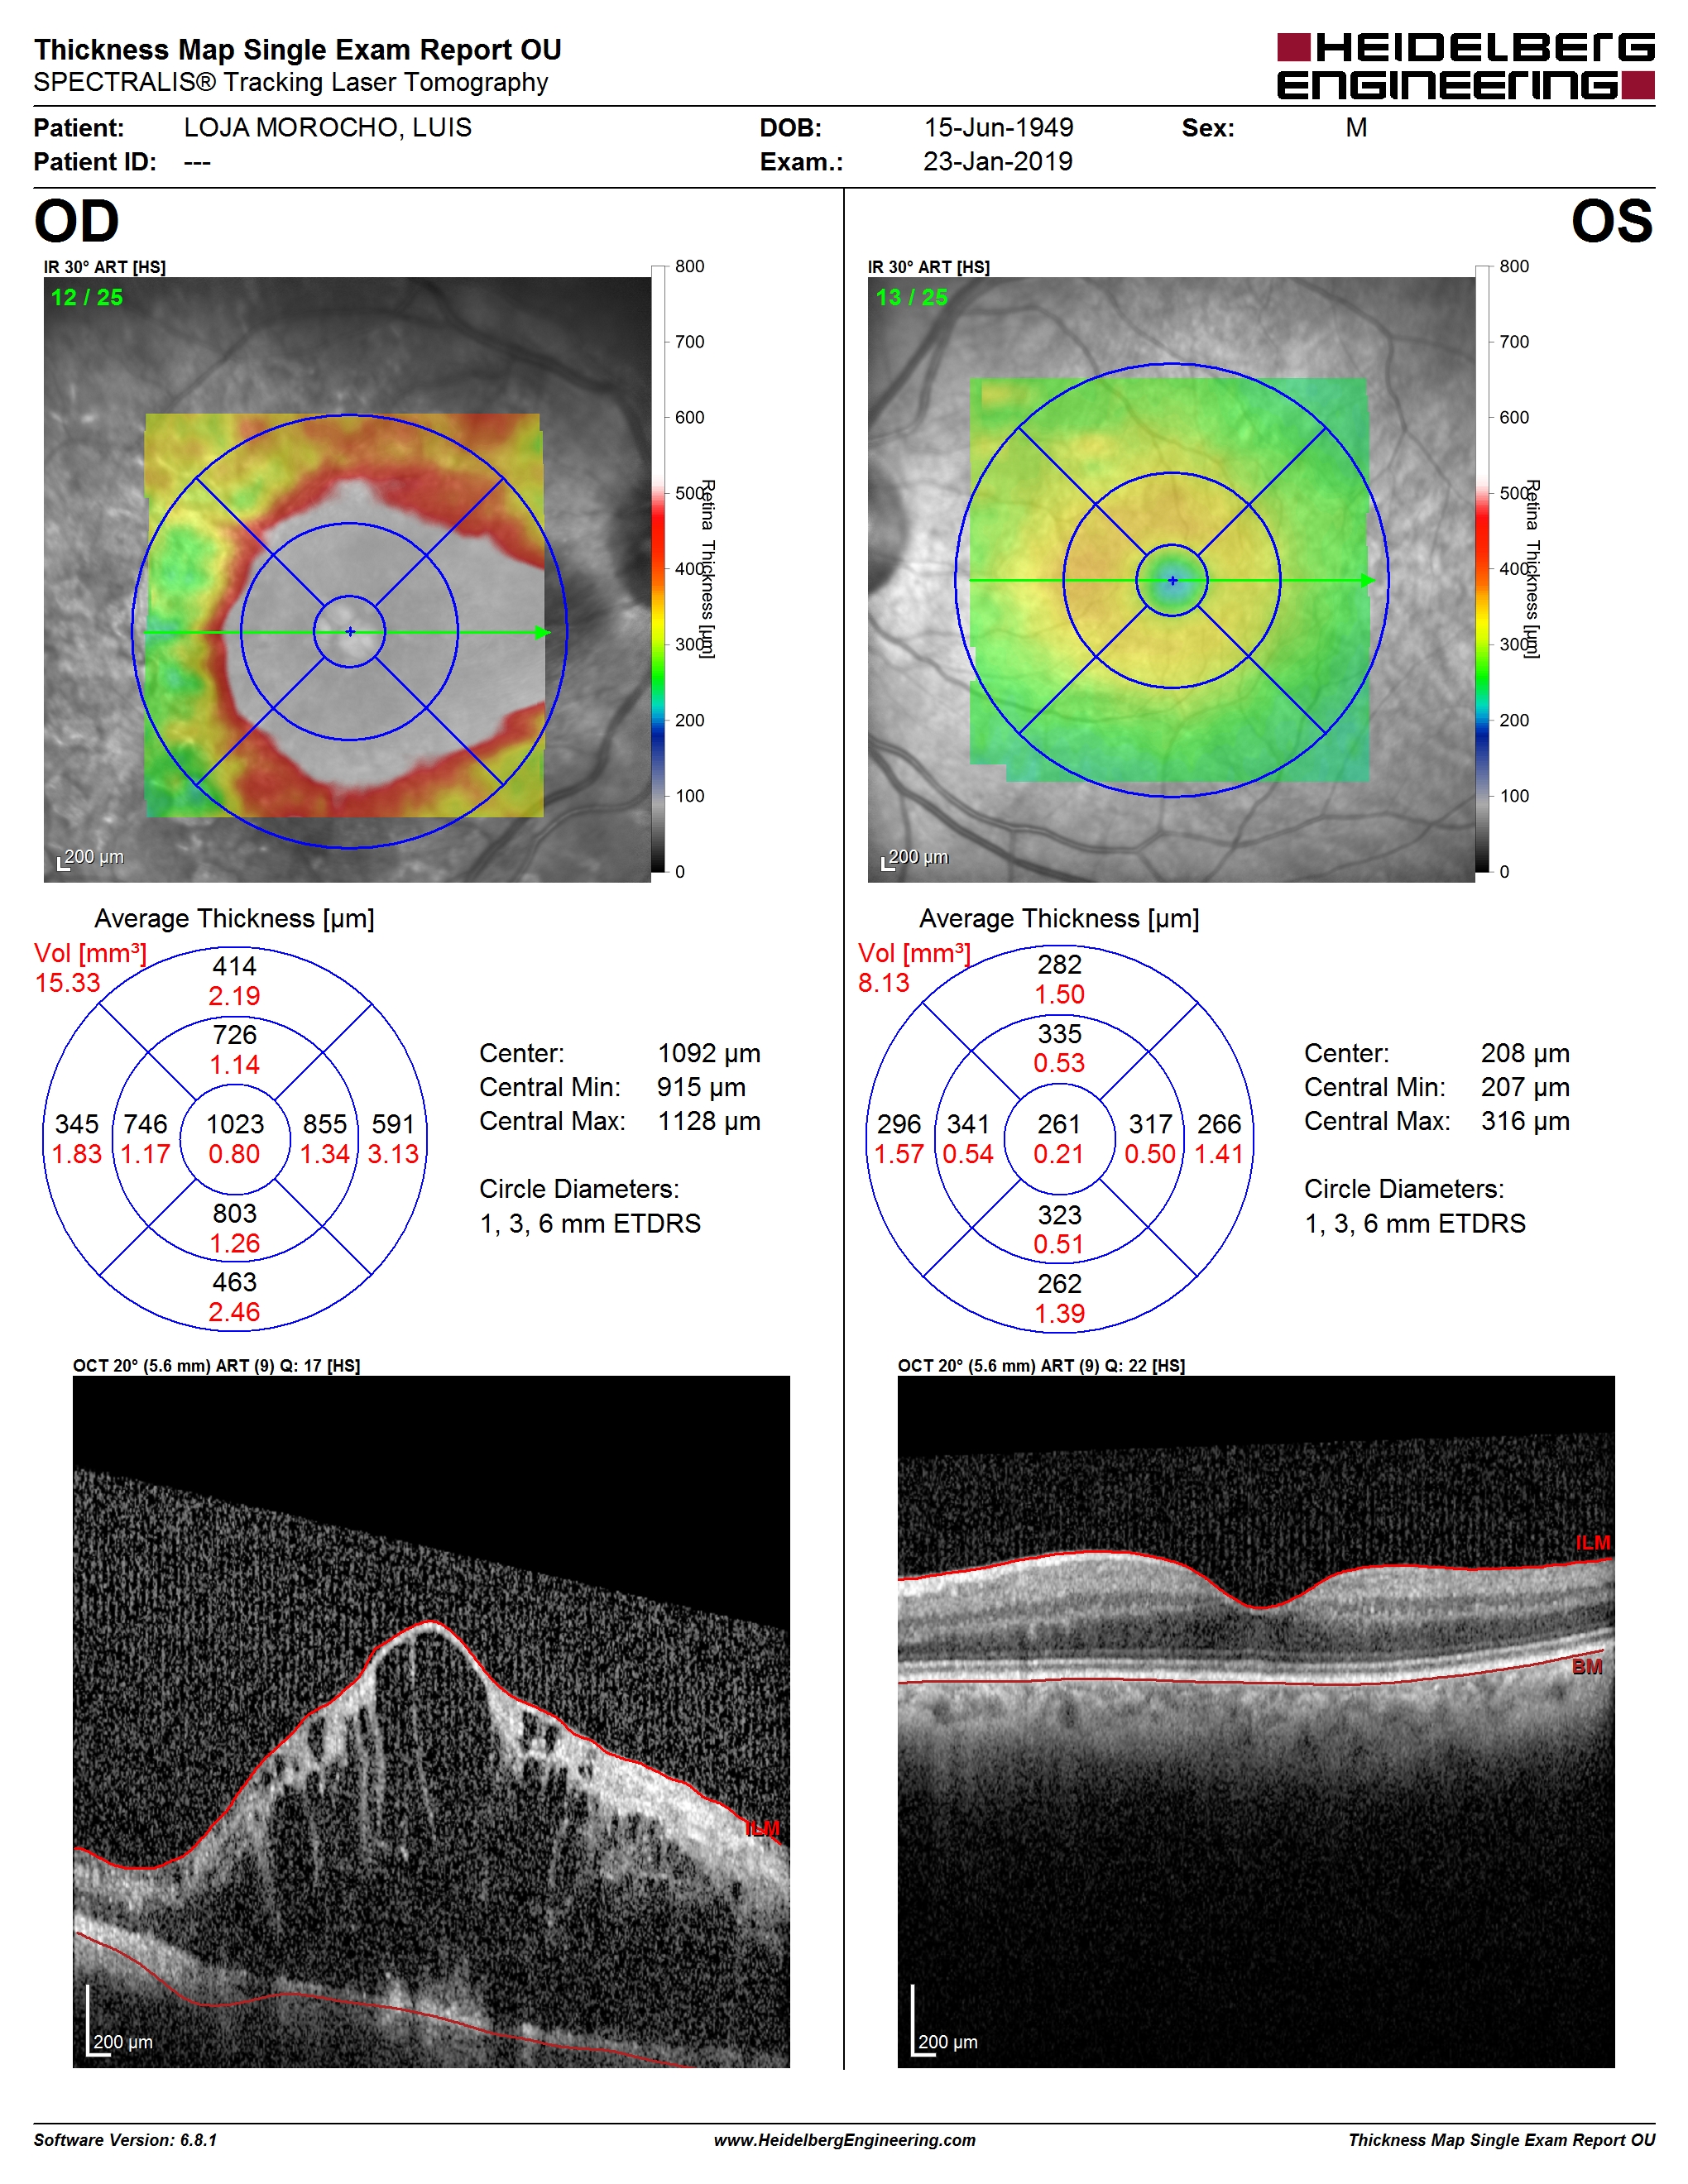 Thickness Map Single Exam Report OU
SPECTRALIS® Tracking Laser Tomography
HEIDELBERG
ENGINEERING
Patient: LOJA MOROCHO, LUIS DOB: 15-Jun-1949 Sex: M
Patient ID: --- Exam.: 23-Jan-2019
OD
IR 30° ART [HS]
12 / 25
200 µm
800
700
600
500
400
300
200
100
0
Retina Thickness [µm]
Average Thickness [µm]
Vol [mm³]
15.33
414
2.19
726
1.14
345 746 1023 855 591
1.83 1.17 0.80 1.34 3.13
803
1.26
463
2.46
Center: 1092 µm
Central Min: 915 µm
Central Max: 1128 µm
Circle Diameters:
1, 3, 6 mm ETDRS
OCT 20° (5.6 mm) ART (9) Q: 17 [HS]
ILM
200 µm
OS
IR 30° ART [HS]
13 / 25
200 µm
800
700
600
500
400
300
200
100
0
Retina Thickness [µm]
Average Thickness [µm]
Vol [mm³]
8.13
282
1.50
335
0.53
296 341 261 317 266
1.57 0.54 0.21 0.50 1.41
323
0.51
262
1.39
Center: 208 µm
Central Min: 207 µm
Central Max: 316 µm
Circle Diameters:
1, 3, 6 mm ETDRS
OCT 20° (5.6 mm) ART (9) Q: 22 [HS]
ILM
BM
200 µm
Software Version: 6.8.1 www.HeidelbergEngineering.com Thickness Map Single Exam Report OU